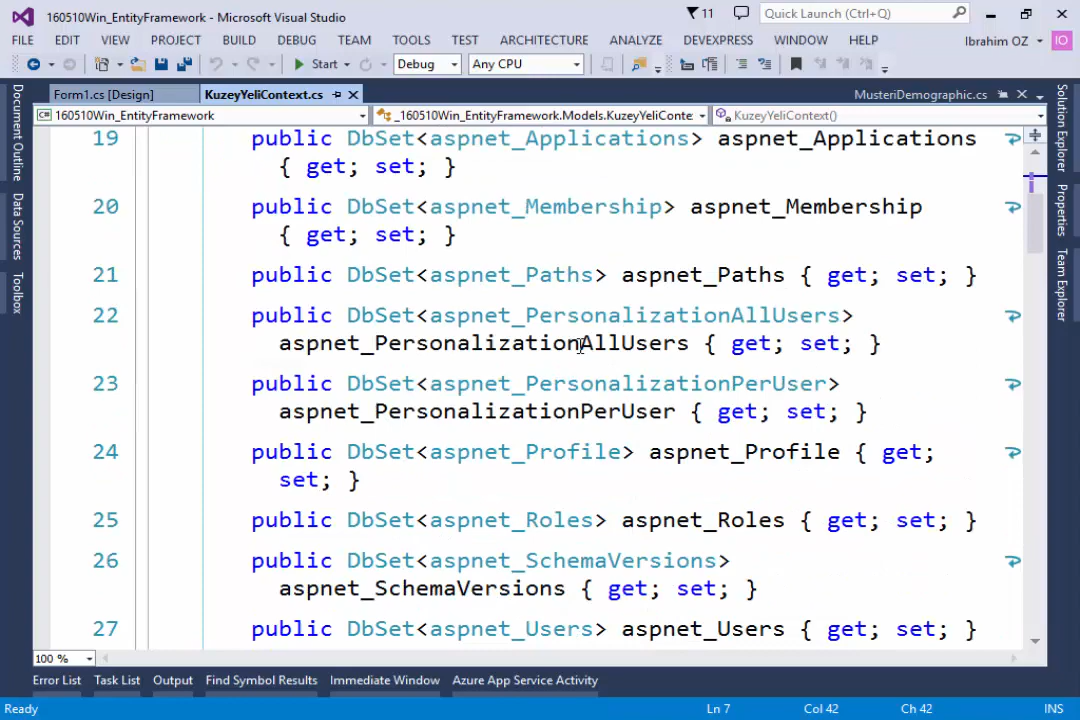 160510Win_EntityFramework - Microsoft Visual Studio
11
Quick Launch (Ctrl+Q)
FILE EDIT VIEW PROJECT BUILD DEBUG TEAM TOOLS TEST ARCHITECTURE ANALYZE DEVEXPRESS WINDOW HELP
Ibrahim OZ
IO
Start
Debug
Any CPU
Document Outline
Data Sources
Toolbox
Form1.cs [Design]
KuzeyYeliContext.cs
MusteriDemographic.cs
160510Win_EntityFramework
_160510Win_EntityFramework.Models.KuzeyYeliConte
KuzeyYeliContext()
19 public DbSet<aspnet_Applications> aspnet_Applications
{ get; set; }
20 public DbSet<aspnet_Membership> aspnet_Membership
{ get; set; }
21 public DbSet<aspnet_Paths> aspnet_Paths { get; set; }
22 public DbSet<aspnet_PersonalizationAllUsers>
aspnet_PersonalizationAllUsers { get; set; }
23 public DbSet<aspnet_PersonalizationPerUser>
aspnet_PersonalizationPerUser { get; set; }
24 public DbSet<aspnet_Profile> aspnet_Profile { get;
set; }
25 public DbSet<aspnet_Roles> aspnet_Roles { get; set; }
26 public DbSet<aspnet_SchemaVersions>
aspnet_SchemaVersions { get; set; }
27 public DbSet<aspnet_Users> aspnet_Users { get; set; }
Solution Explorer
Properties
Team Explorer
100 %
Error List Task List Output Find Symbol Results Immediate Window Azure App Service Activity
Ready Ln 7 Col 42 Ch 42 INS